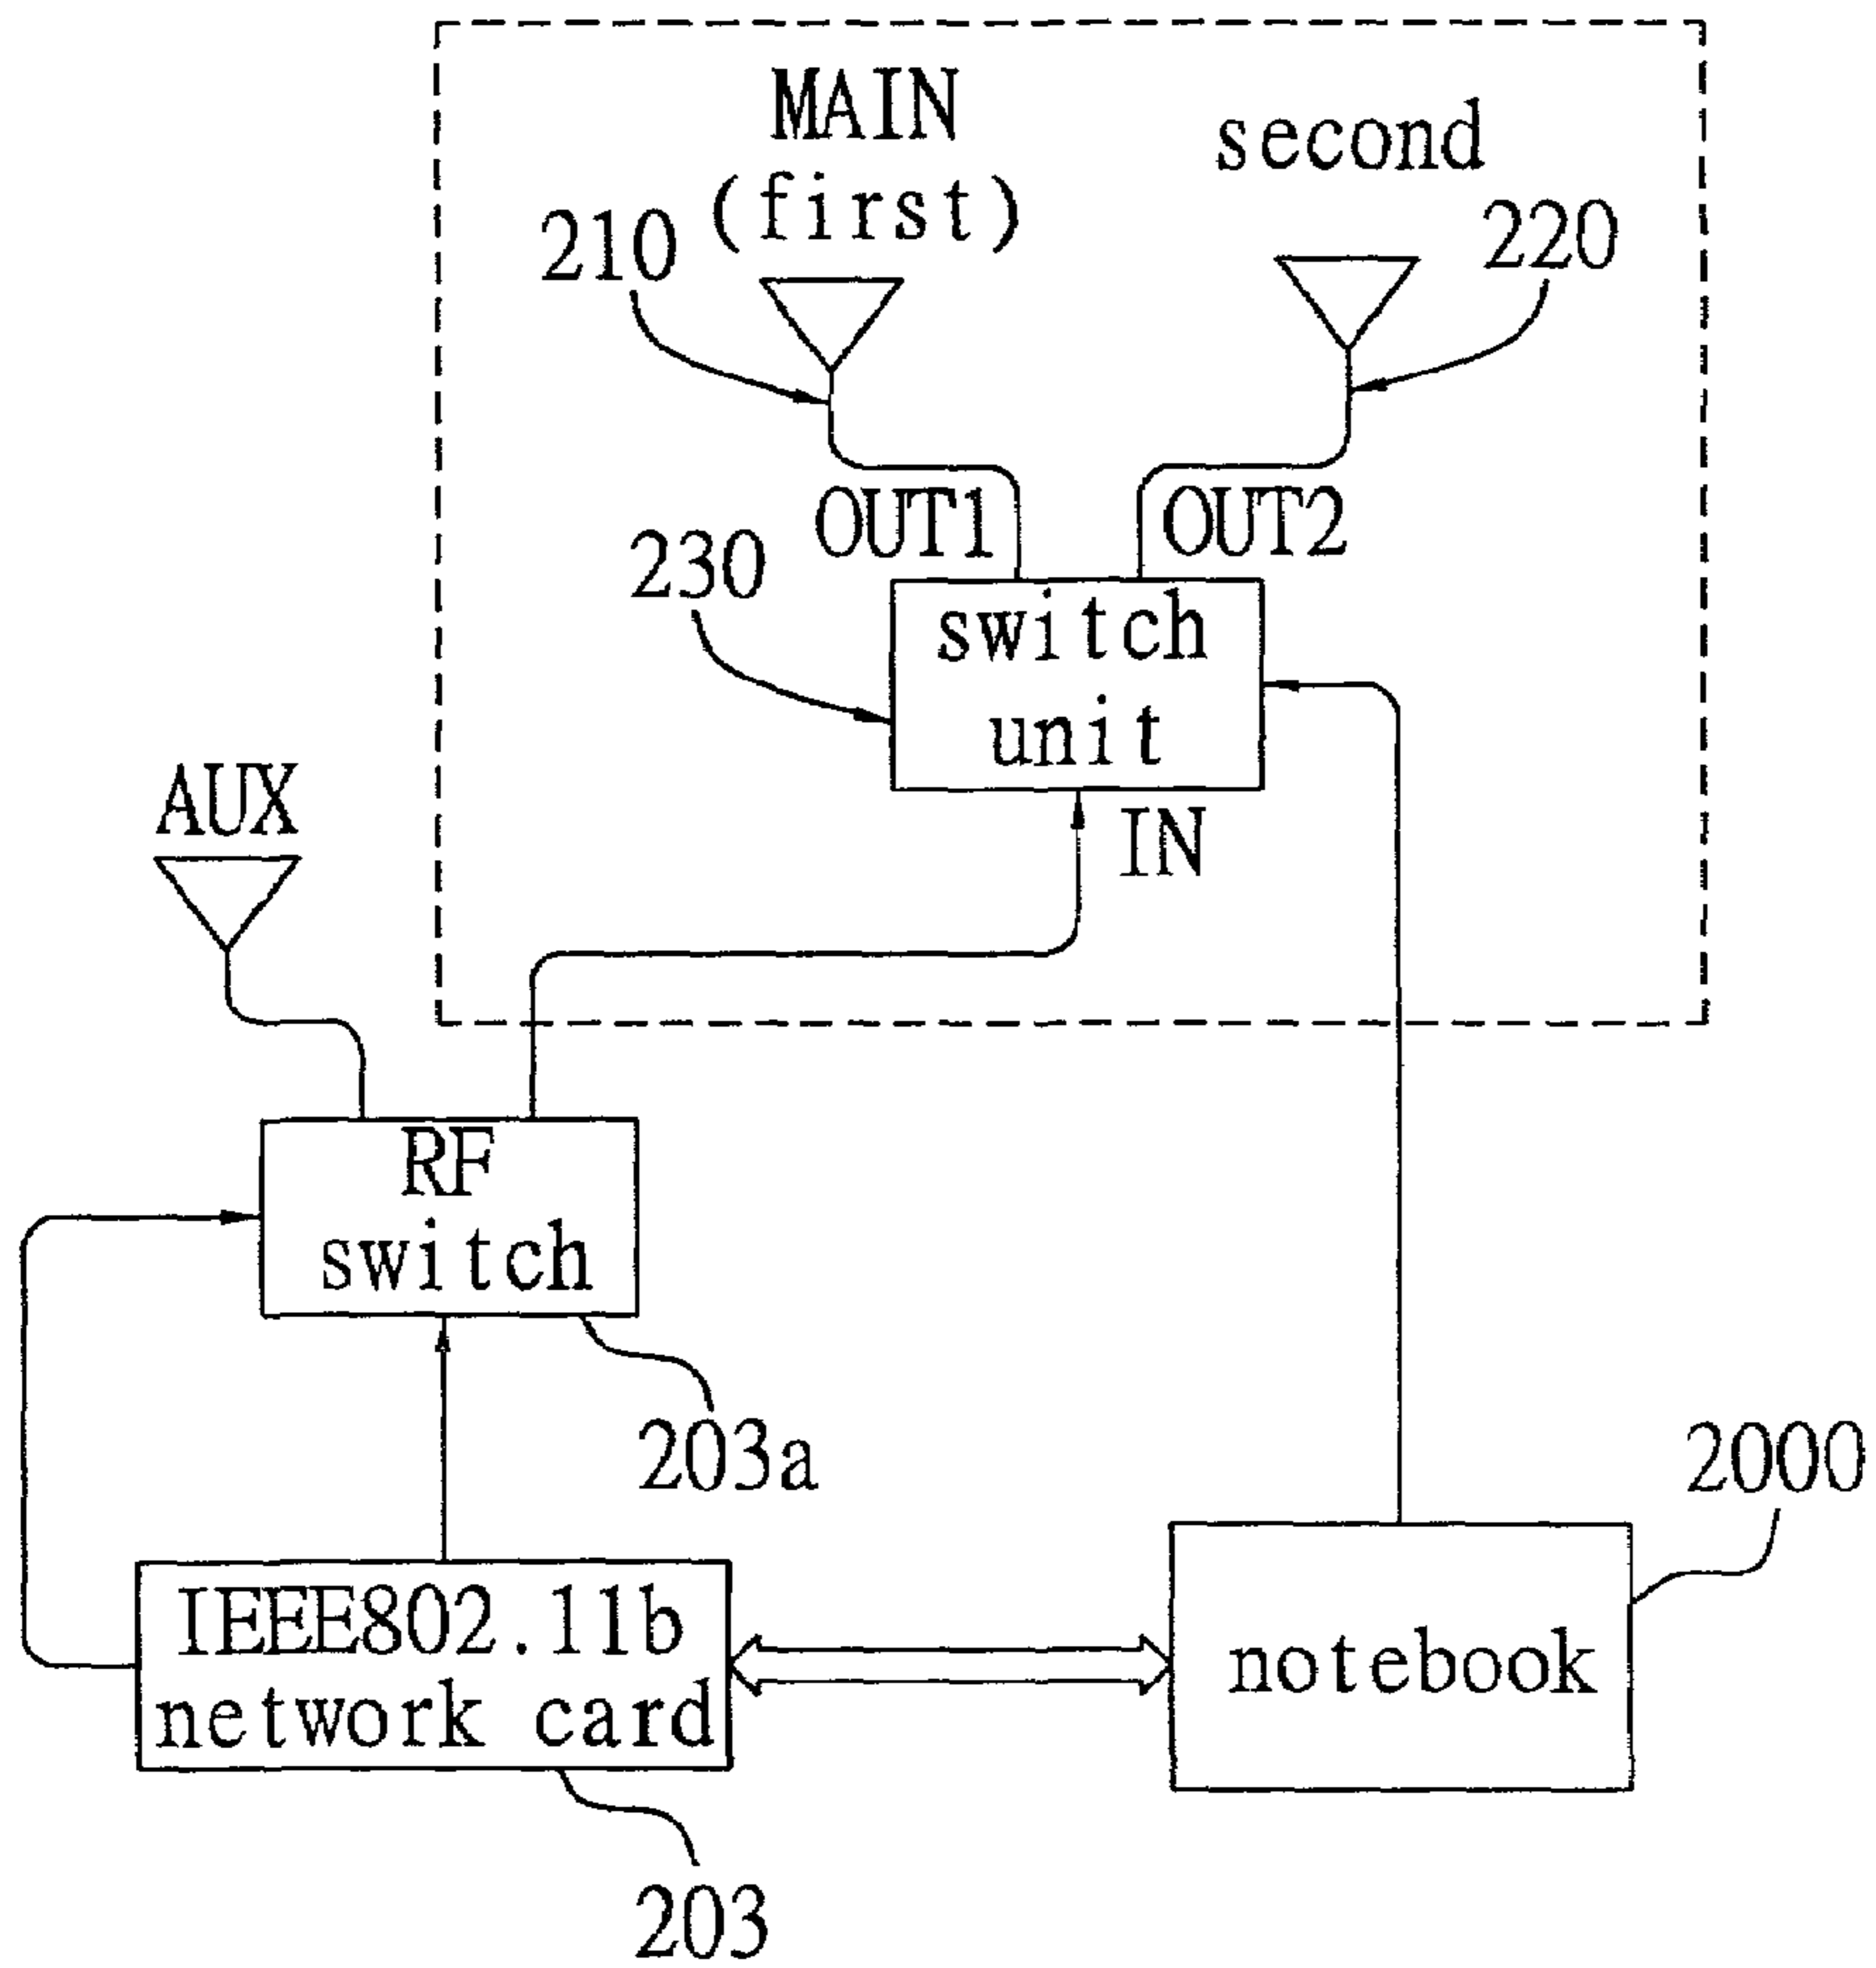 MAIN
(first)
second
210
220
OUT1
OUT2
230
switch
unit
AUX
IN
RF
switch
203a
2000
IEEE802.11b
network card
notebook
203